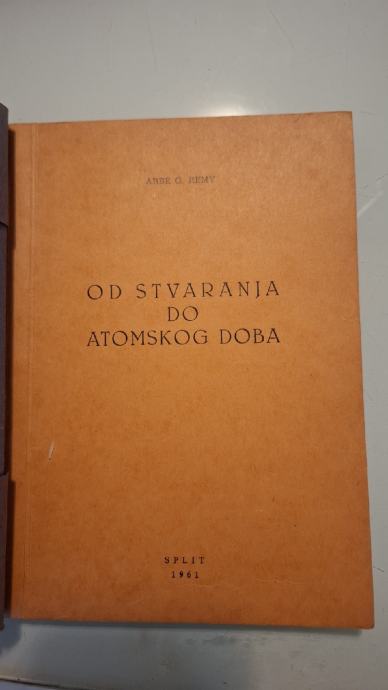 ABBE G. REMY
OD STVARANJA
DO
ATOMSKOG DOBA
SPLIT
1961